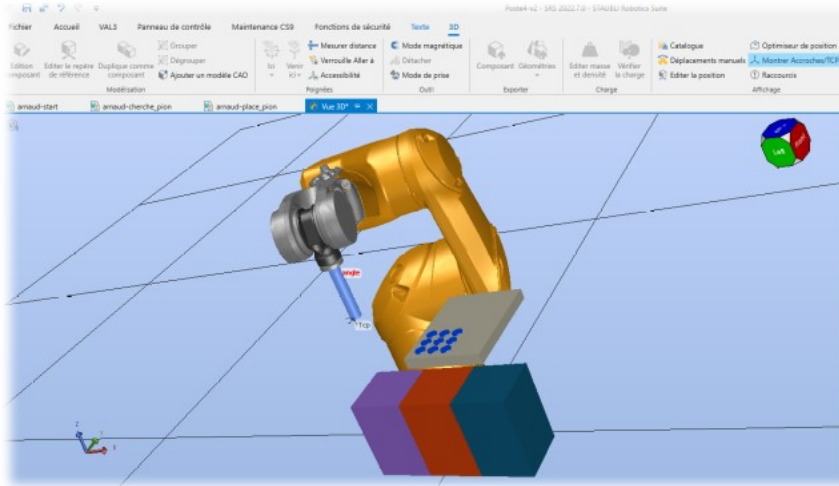 Poste4-v2 - SRS 2022.7.0 - STAUBLI Robotics Suite
Fichier Accueil VAL3 Panneau de contrôle Maintenance CS9 Fonctions de sécurité Texte 3D
Edition composant
Editer le repère de référence
Duplique comme composant
Grouper
Dégrouper
Ajouter un modèle CAO
Modélisation
Ici
Venir ici
Mesurer distance
Verrouille Aller à
Accessibilité
Poignées
Mode magnétique
Détacher
Mode de prise
Outil
Composant
Géométries
Exporter
Editer masse et densité
Vérifier la charge
Charge
Catalogue
Déplacements manuels
Editer la position
Optimiseur de position
Montrer Accroches/TCP
Raccourcis
Affichage
arnaud-start arnaud-cherche_pion arnaud-place_pion Vue 3D*
Left
angle
Tcp
Z
Y
X